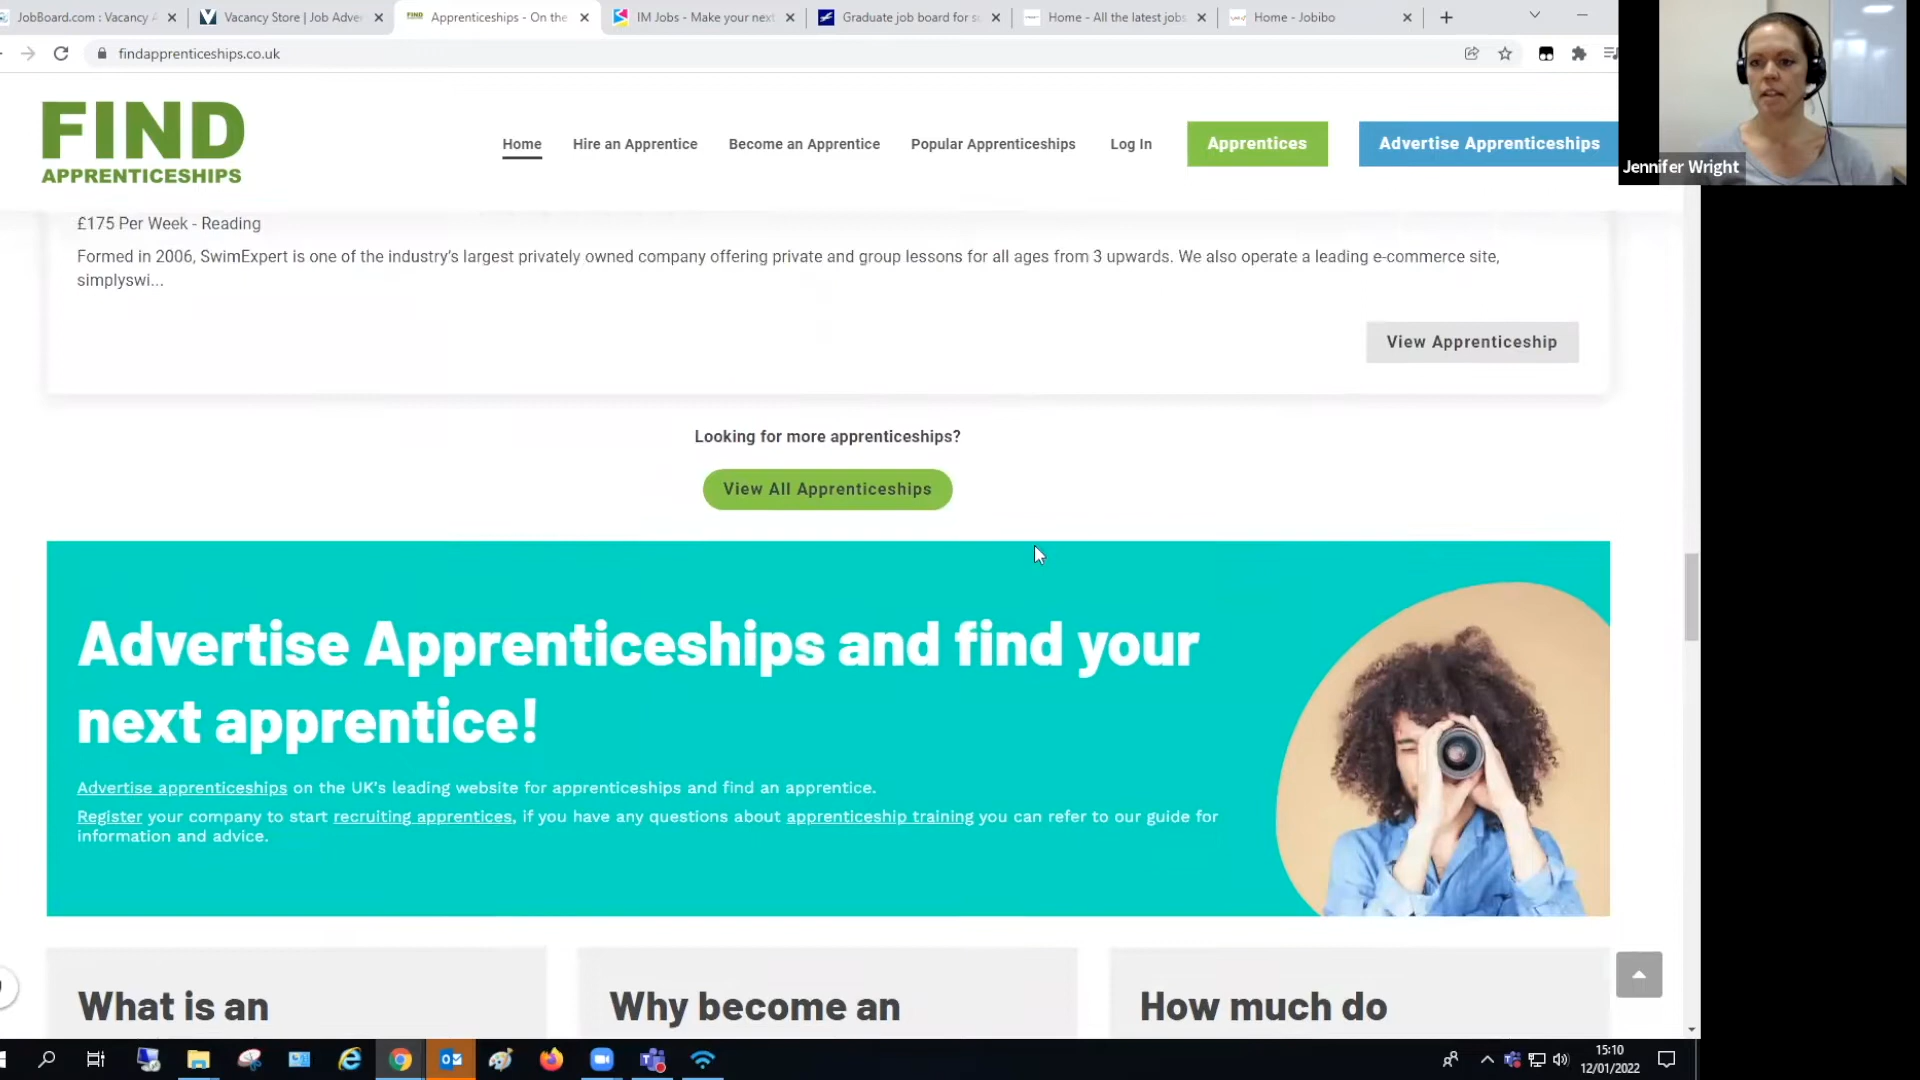 JobBoard.com : Vacancy A
Vacancy Store | Job Adver
Apprenticeships - On the
IM Jobs - Make your next
Graduate job board for s
Home - All the latest jobs
Home - Jobibo
findapprenticeships.co.uk
FIND
APPRENTICESHIPS
Home
Hire an Apprentice
Become an Apprentice
Popular Apprenticeships
Log In
Apprentices
Advertise Apprenticeships
Jennifer Wright
£175 Per Week - Reading
Formed in 2006, SwimExpert is one of the industry's largest privately owned company offering private and group lessons for all ages from 3 upwards. We also operate a leading e-commerce site,
simplyswi...
View Apprenticeship
Looking for more apprenticeships?
View All Apprenticeships
Advertise Apprenticeships and find your
next apprentice!
Advertise apprenticeships on the UK's leading website for apprenticeships and find an apprentice.
Register your company to start recruiting apprentices, if you have any questions about apprenticeship training you can refer to our guide for
information and advice.
What is an
Why become an
How much do
15:10
12/01/2022